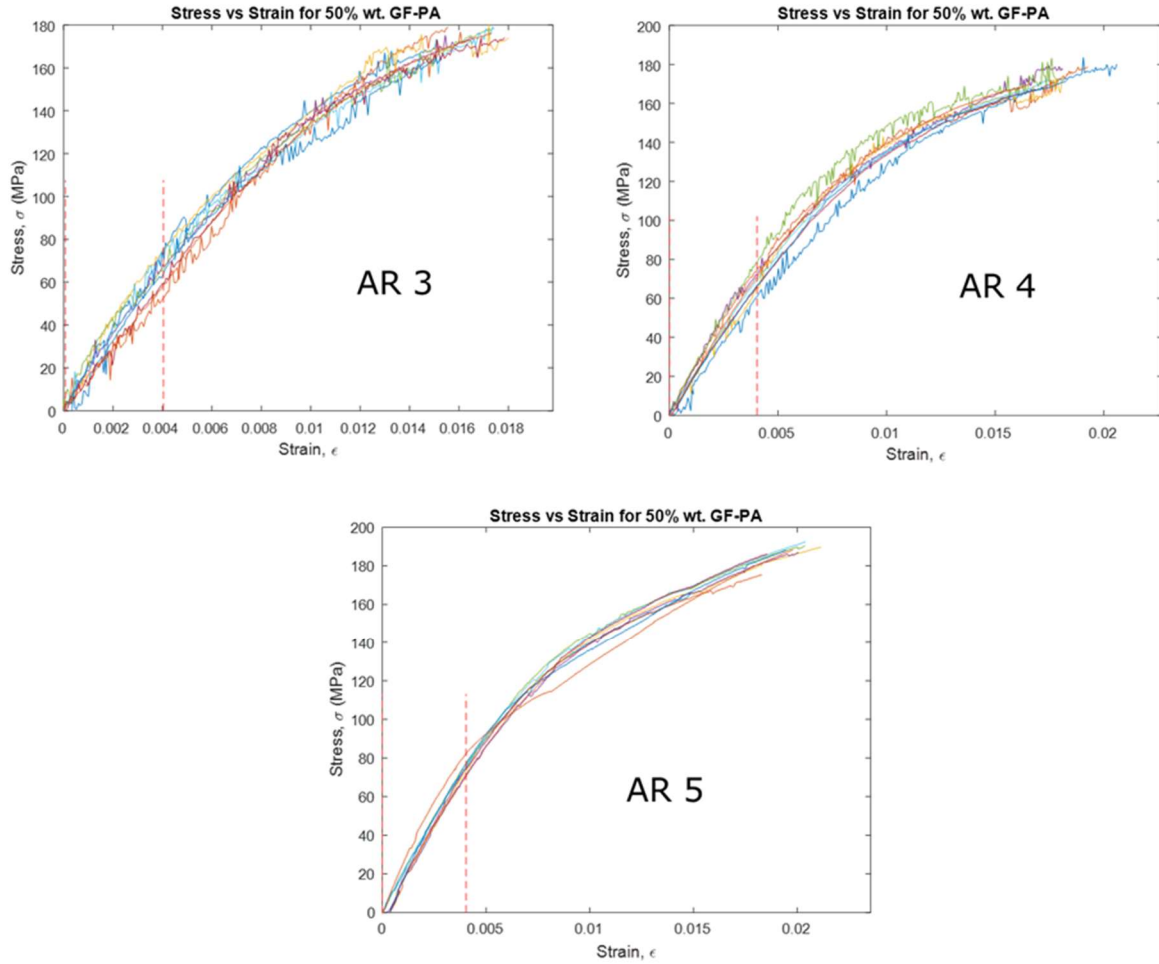 Stress vs Strain for 50% wt. GF-PA
180
160
140
120
100
80
60
40
20
0
Stress, σ (MPa)
AR 3
0 0.002 0.004 0.006 0.008 0.01 0.012 0.014 0.016 0.018
Strain, ϵ
Stress vs Strain for 50% wt. GF-PA
200
180
160
140
120
100
80
60
40
20
0
Stress, σ (MPa)
AR 4
0 0.005 0.01 0.015 0.02
Strain, ϵ
Stress vs Strain for 50% wt. GF-PA
200
180
160
140
120
100
80
60
40
20
0
Stress, σ (MPa)
AR 5
0 0.005 0.01 0.015 0.02
Strain, ϵ